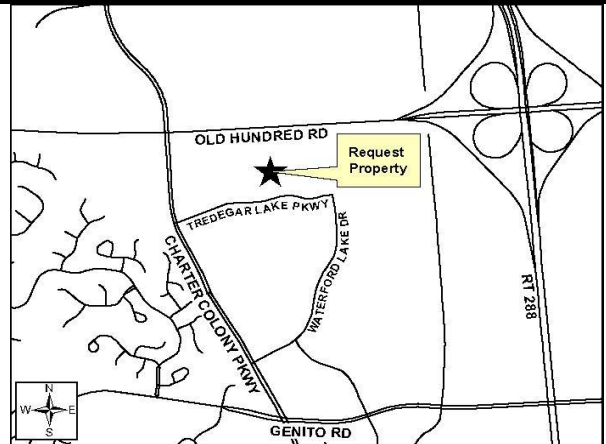 OLD HUNDRED RD
Request
Property
TREDEGAR LAKE PKWY
WATERFORD LAKE DR
CHARTER COLONY PKWY
RT 288
N
W E
S
GENITO RD